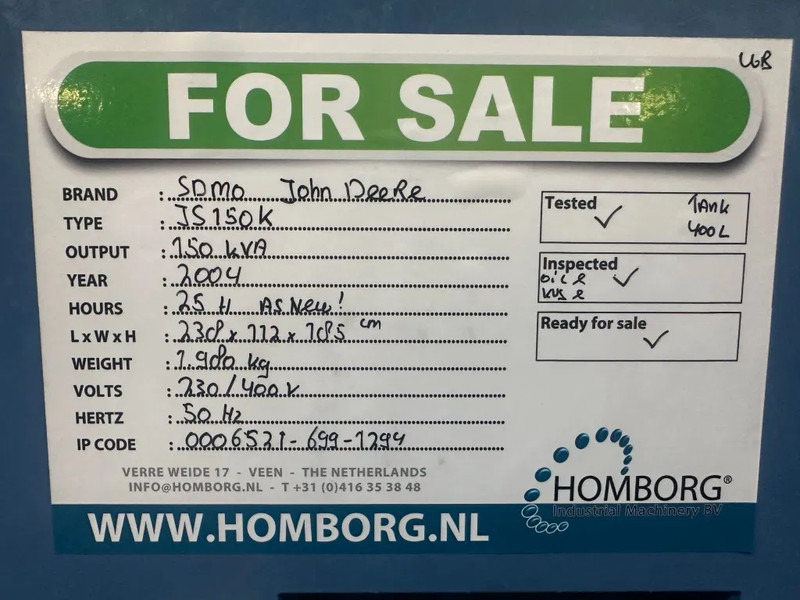 UGB
FOR SALE
BRAND : SDMO John DeeRe
TYPE : JS150K
OUTPUT : 150 kVA
YEAR : 2004
HOURS : 25 H As New!
L x W x H : 230 x 112 x 185 cm
WEIGHT : 1.980 kg
VOLTS : 230/400 V
HERTZ : 50 Hz
IP CODE : 0006521-699-1294
Tested ✓ TANK
400L
Inspected ✓
Ready for sale ✓
VERRE WEIDE 17 - VEEN - THE NETHERLANDS
INFO@HOMBORG.NL - T +31 (0)416 35 38 48
HOMBORG®
Industrial Machinery BV
WWW.HOMBORG.NL